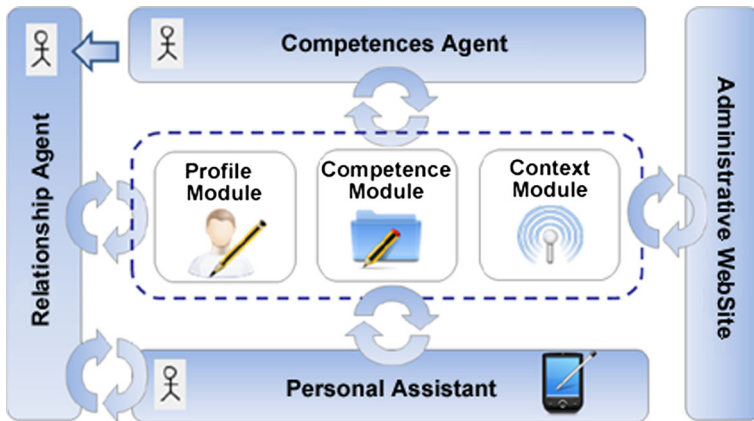 Competences Agent
Relationship Agent
Profile
Module
Competence
Module
Context
Module
Administrative WebSite
Personal Assistant